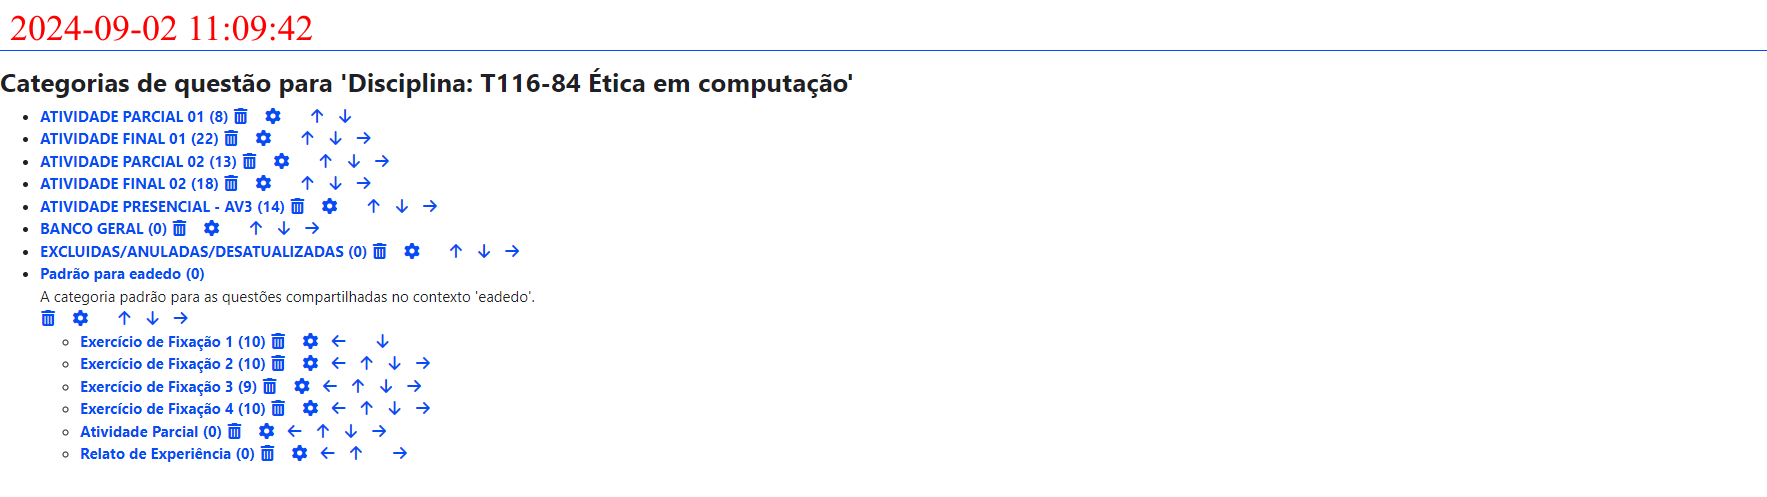 2024-09-02 11:09:42
Categorias de questão para 'Disciplina: T116-84 Ética em computação'
ATIVIDADE PARCIAL 01 (8)
ATIVIDADE FINAL 01 (22)
ATIVIDADE PARCIAL 02 (13)
ATIVIDADE FINAL 02 (18)
ATIVIDADE PRESENCIAL - AV3 (14)
BANCO GERAL (0)
EXCLUIDAS/ANULADAS/DESATUALIZADAS (0)
Padrão para eadedo (0)
A categoria padrão para as questões compartilhadas no contexto 'eadedo'.
Exercício de Fixação 1 (10)
Exercício de Fixação 2 (10)
Exercício de Fixação 3 (9)
Exercício de Fixação 4 (10)
Atividade Parcial (0)
Relato de Experiência (0)